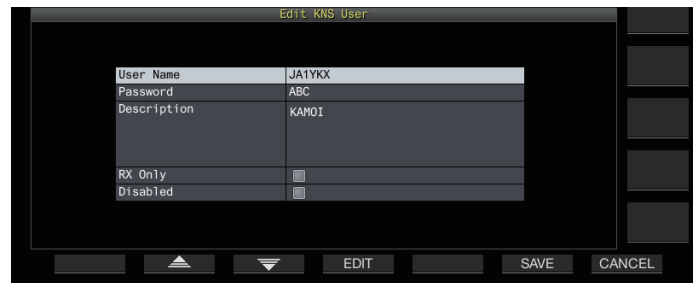 Edit KNS User
User Name JA1YKX
Password ABC
Description KAMOI
RX Only
Disabled
EDIT SAVE CANCEL